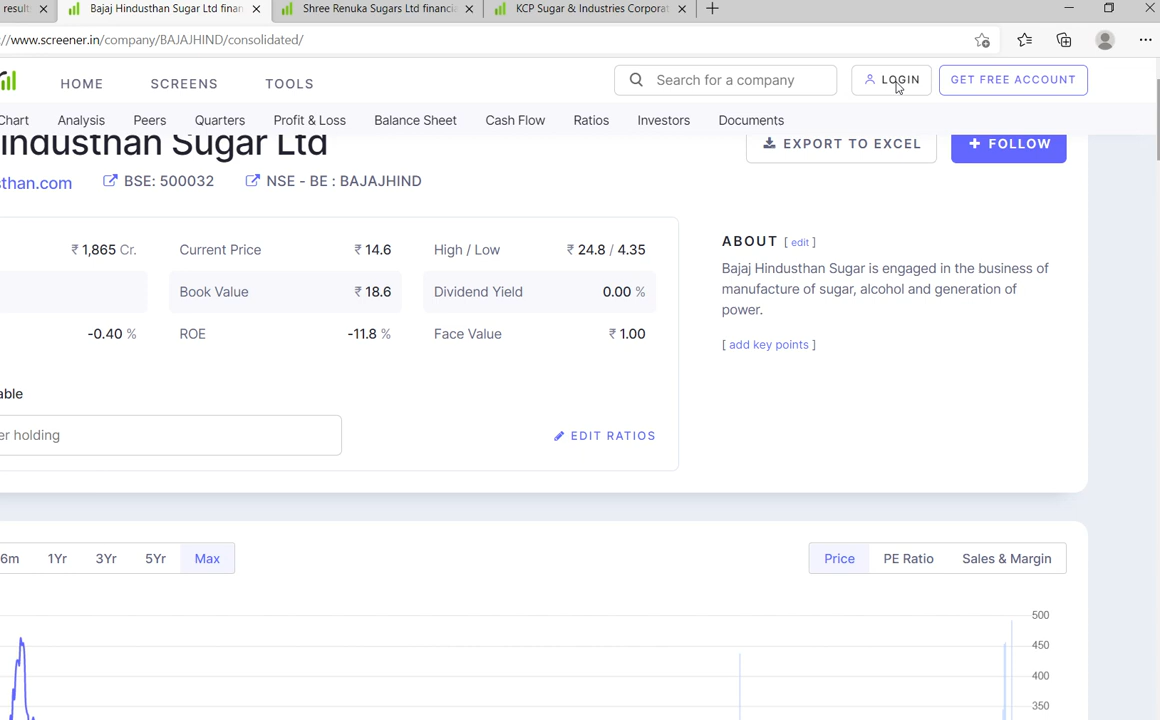 result
Bajaj Hindusthan Sugar Ltd finan
Shree Renuka Sugars Ltd financia
KCP Sugar & Industries Corporat
//www.screener.in/company/BAJAJHIND/consolidated/
HOME SCREENS TOOLS
Search for a company
LOGIN
GET FREE ACCOUNT
Chart Analysis Peers Quarters Profit & Loss Balance Sheet Cash Flow Ratios Investors Documents
industhan Sugar Ltd
EXPORT TO EXCEL
+ FOLLOW
sthan.com BSE: 500032 NSE - BE : BAJAJHIND
₹ 1,865 Cr. Current Price ₹ 14.6 High / Low ₹ 24.8 / 4.35
Book Value ₹ 18.6 Dividend Yield 0.00 %
-0.40 % ROE -11.8 % Face Value ₹ 1.00
able
er holding
EDIT RATIOS
ABOUT [ edit ]
Bajaj Hindusthan Sugar is engaged in the business of
manufacture of sugar, alcohol and generation of
power.
[ add key points ]
6m 1Yr 3Yr 5Yr Max
Price PE Ratio Sales & Margin
500
450
400
350